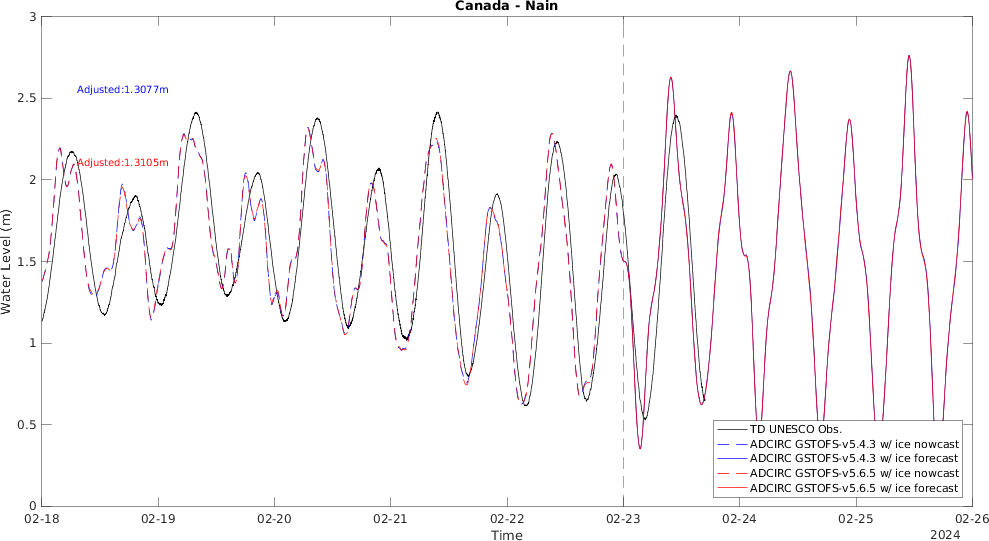 Canada - Nain
3
2.5
2
1.5
1
0.5
0
Water Level (m)
Adjusted:1.3077m
Adjusted:1.3105m
TD UNESCO Obs.
ADCIRC GSTOFS-v5.4.3 w/ ice nowcast
ADCIRC GSTOFS-v5.4.3 w/ ice forecast
ADCIRC GSTOFS-v5.6.5 w/ ice nowcast
ADCIRC GSTOFS-v5.6.5 w/ ice forecast
02-18 02-19 02-20 02-21 02-22 02-23 02-24 02-25 02-26
Time
2024